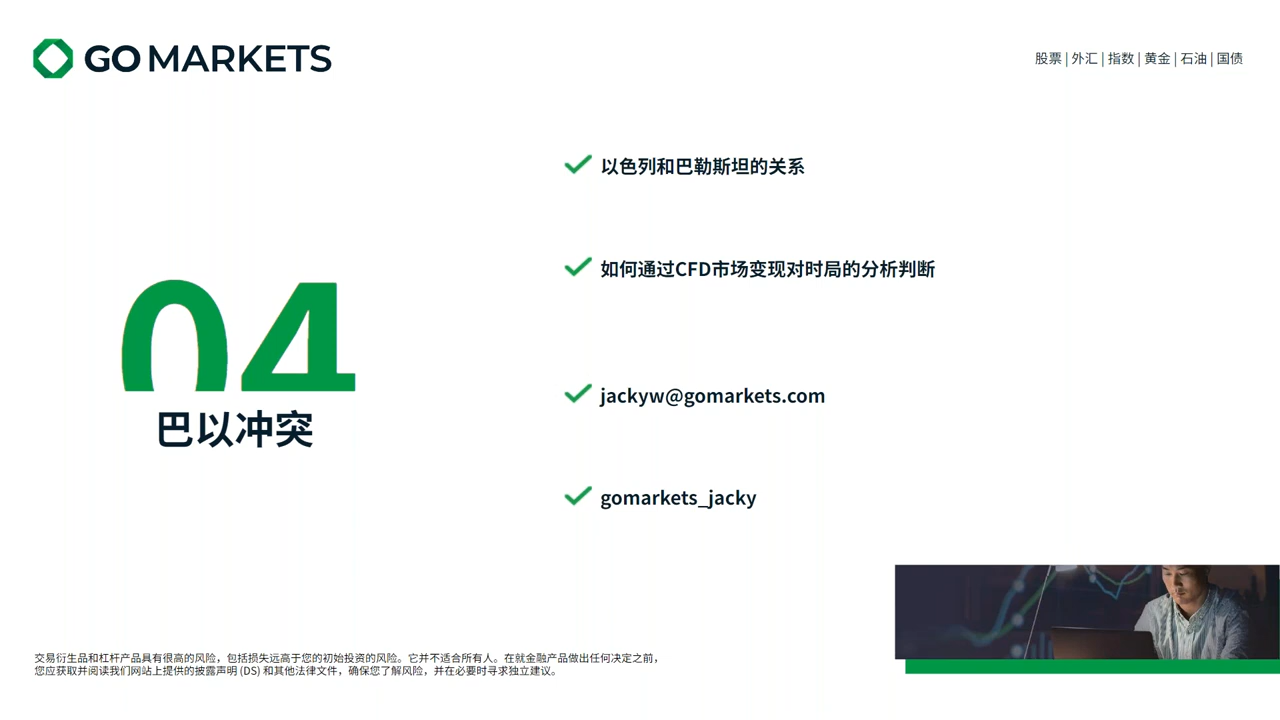 GO MARKETS
股票 | 外汇 | 指数 | 黄金 | 石油 | 国债
04
巴以冲突
以色列和巴勒斯坦的关系
如何通过CFD市场变现对时局的分析判断
jackyw@gomarkets.com
gomarkets_jacky
交易衍生品和杠杆产品具有很高的风险，包括损失远高于您的初始投资的风险。它并不适合所有人。在就金融产品做出任何决定之前，
您应获取并阅读我们网站上提供的披露声明 (DS) 和其他法律文件，确保您了解风险，并在必要时寻求独立建议。